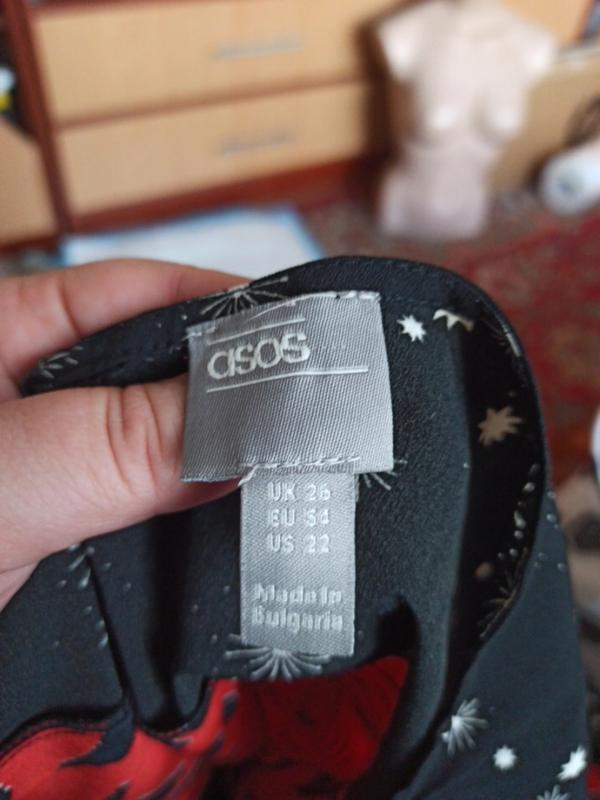 asos
UK 26
EU 54
US 22
Made in
Bulgaria